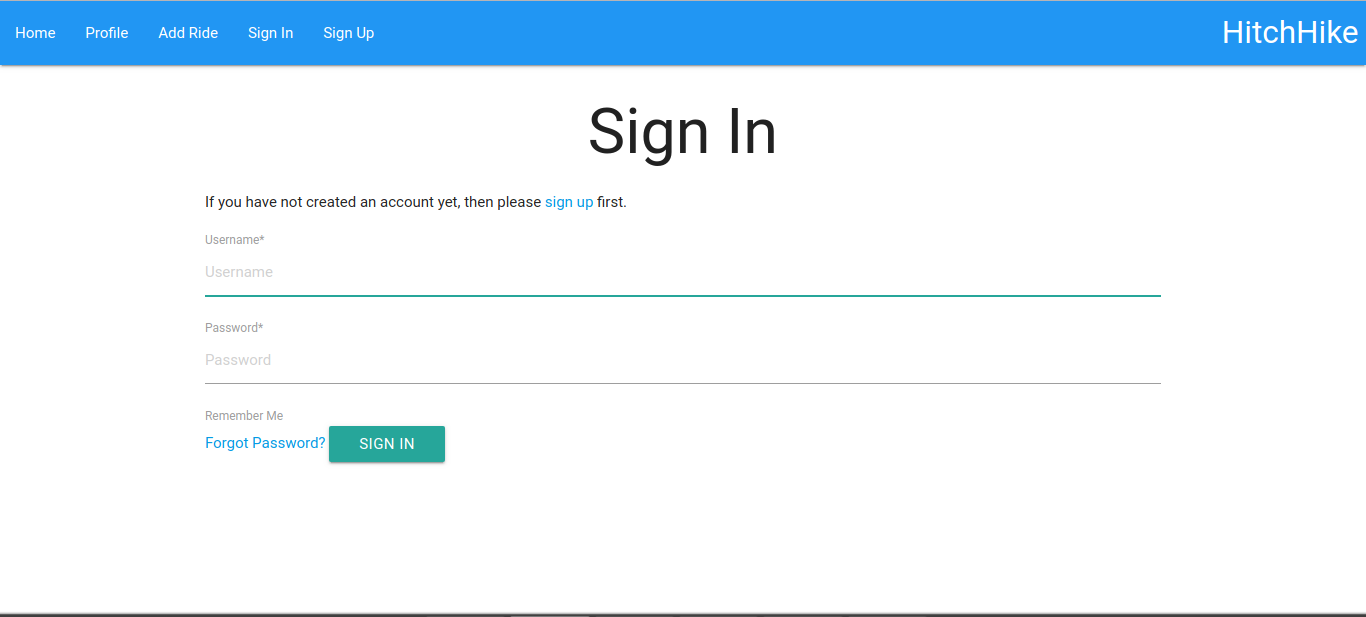 Home Profile Add Ride Sign In Sign Up HitchHike
Sign In
If you have not created an account yet, then please sign up first.
Username*
Username
Password*
Password
Remember Me
Forgot Password? SIGN IN